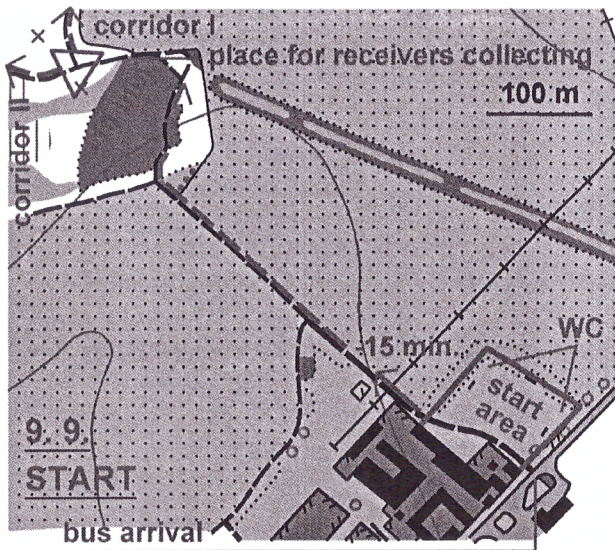 corridor I
place for receivers collecting
100 m
corridor II
-15 min.
WC
start
area
9. 9.
START
bus arrival